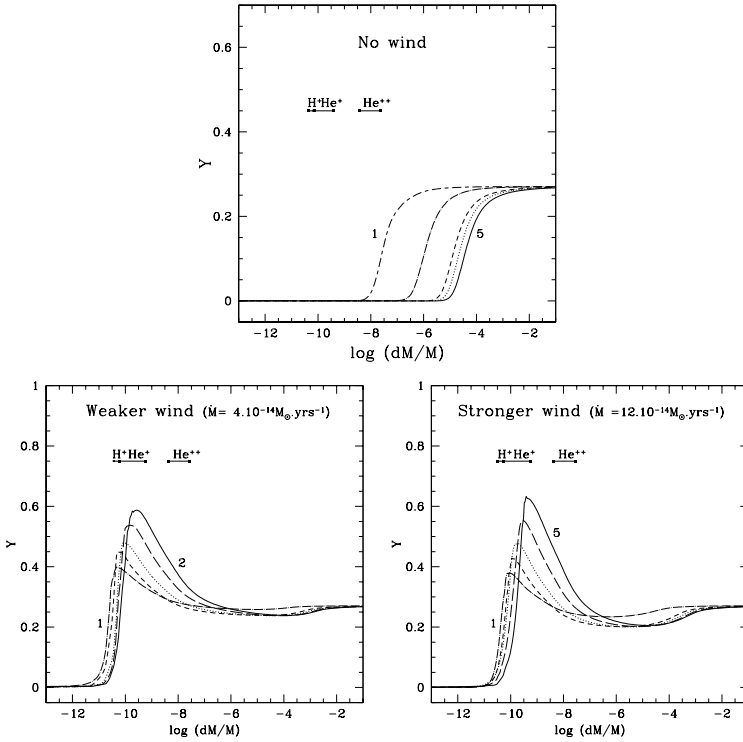 No wind
0.6
H⁺He⁺ He⁺⁺
0.4
Y
1 5
0.2
0
−12 −10 −8 −6 −4 −2
log (dM/M)
1
Weaker wind (Ṁ= 4.10⁻¹⁴M⊙.yrs⁻¹)
0.8
H⁺He⁺ He⁺⁺
0.6
Y
2
0.4
1
0.2
0
−12 −10 −8 −6 −4 −2
log (dM/M)
1
Stronger wind (Ṁ =12.10⁻¹⁴M⊙.yrs⁻¹)
0.8
H⁺He⁺ He⁺⁺
0.6
Y
5
0.4
1
0.2
0
−12 −10 −8 −6 −4 −2
log (dM/M)